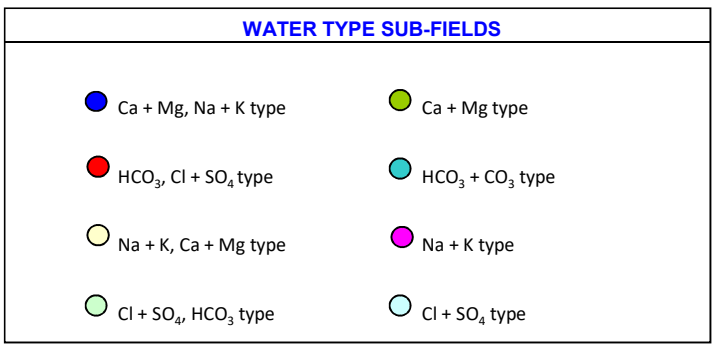 WATER TYPE SUB-FIELDS
Ca + Mg, Na + K type
Ca + Mg type
HCO₃, Cl + SO₄ type
HCO₃ + CO₃ type
Na + K, Ca + Mg type
Na + K type
Cl + SO₄, HCO₃ type
Cl + SO₄ type